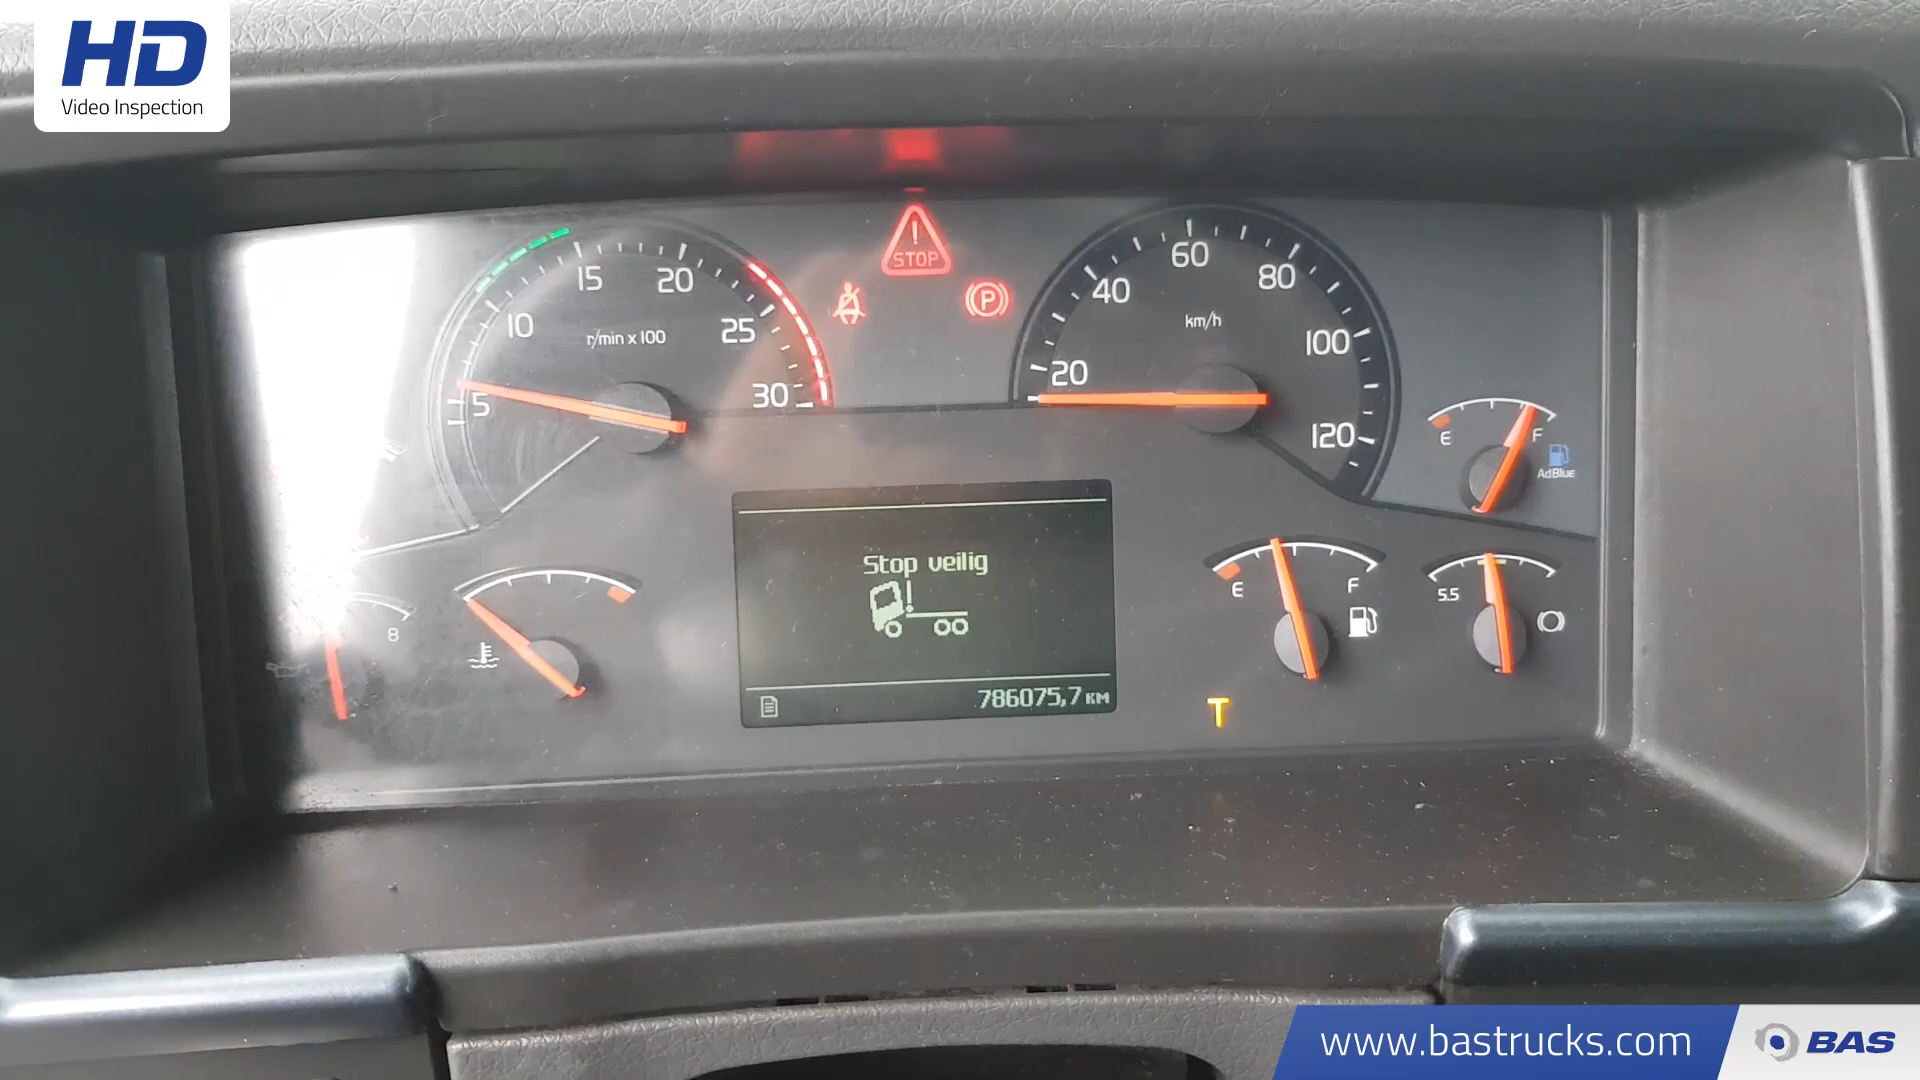 HD
Video Inspection
5
10
15
20
25
30
r/min x 100
STOP
P
20
40
60
80
100
120
km/h
E
F
AdBlue
8
Stop veilig
786075,7 KM
E
F
5.5
T
www.bastrucks.com
BAS